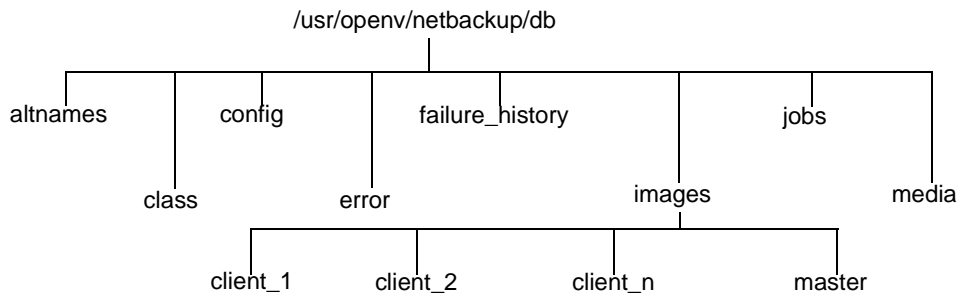 /usr/openv/netbackup/db
altnames
config
failure_history
jobs
class
error
images
media
client_1
client_2
client_n
master